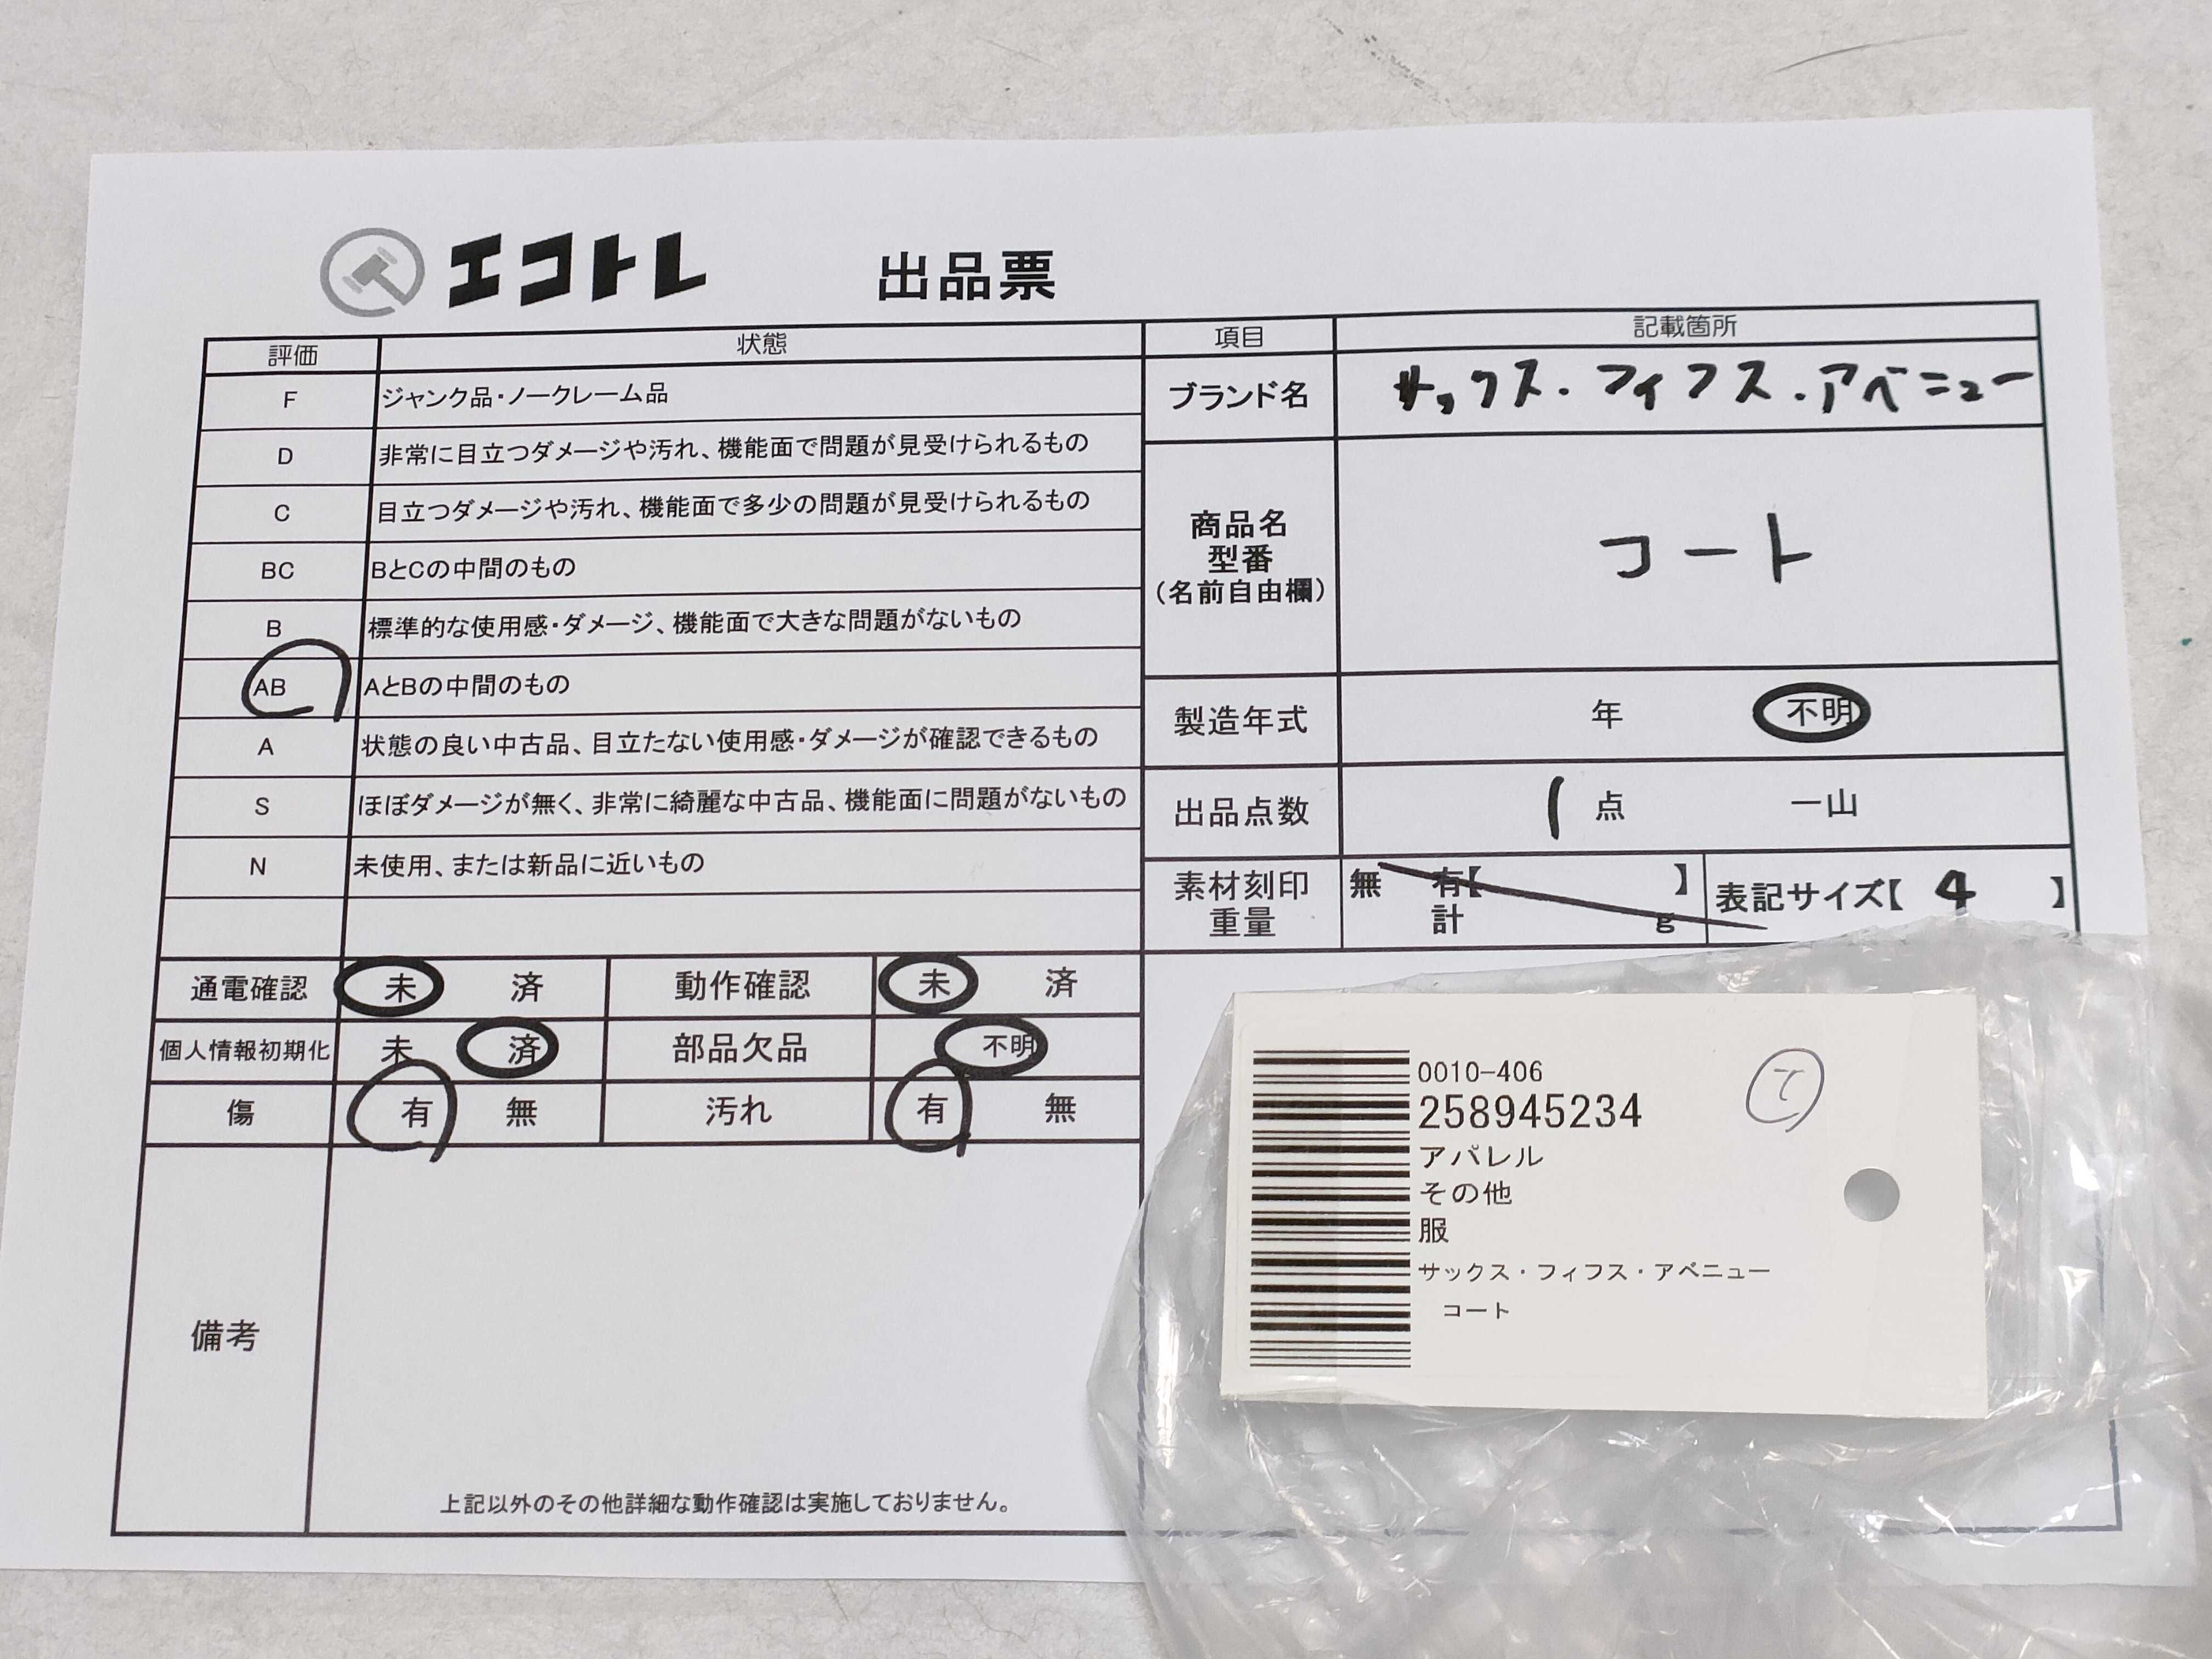 エコトレ 出品票
評価 状態
F ジャンク品・ノークレーム品
D 非常に目立つダメージや汚れ、機能面で問題が見受けられるもの
C 目立つダメージや汚れ、機能面で多少の問題が見受けられるもの
BC BとCの中間のもの
B 標準的な使用感・ダメージ、機能面で大きな問題がないもの
AB AとBの中間のもの
A 状態の良い中古品、目立たない使用感・ダメージが確認できるもの
S ほぼダメージが無く、非常に綺麗な中古品、機能面に問題がないもの
N 未使用、または新品に近いもの
通電確認 未 済 動作確認 未 済
個人情報初期化 未 済 部品欠品 不明
傷 有 無 汚れ 有 無
備考
上記以外のその他詳細な動作確認は実施しておりません。
項目 記載箇所
ブランド名 サックス・フィフス・アベニュー
商品名
型番
(名前自由欄)
コート
製造年式 年 不明
出品点数 1 点 一山
素材刻印 無 有【 】 表記サイズ【 4 】
重量 計 g
0010-406
258945234
アパレル
その他
服
サックス・フィフス・アベニュー
コート